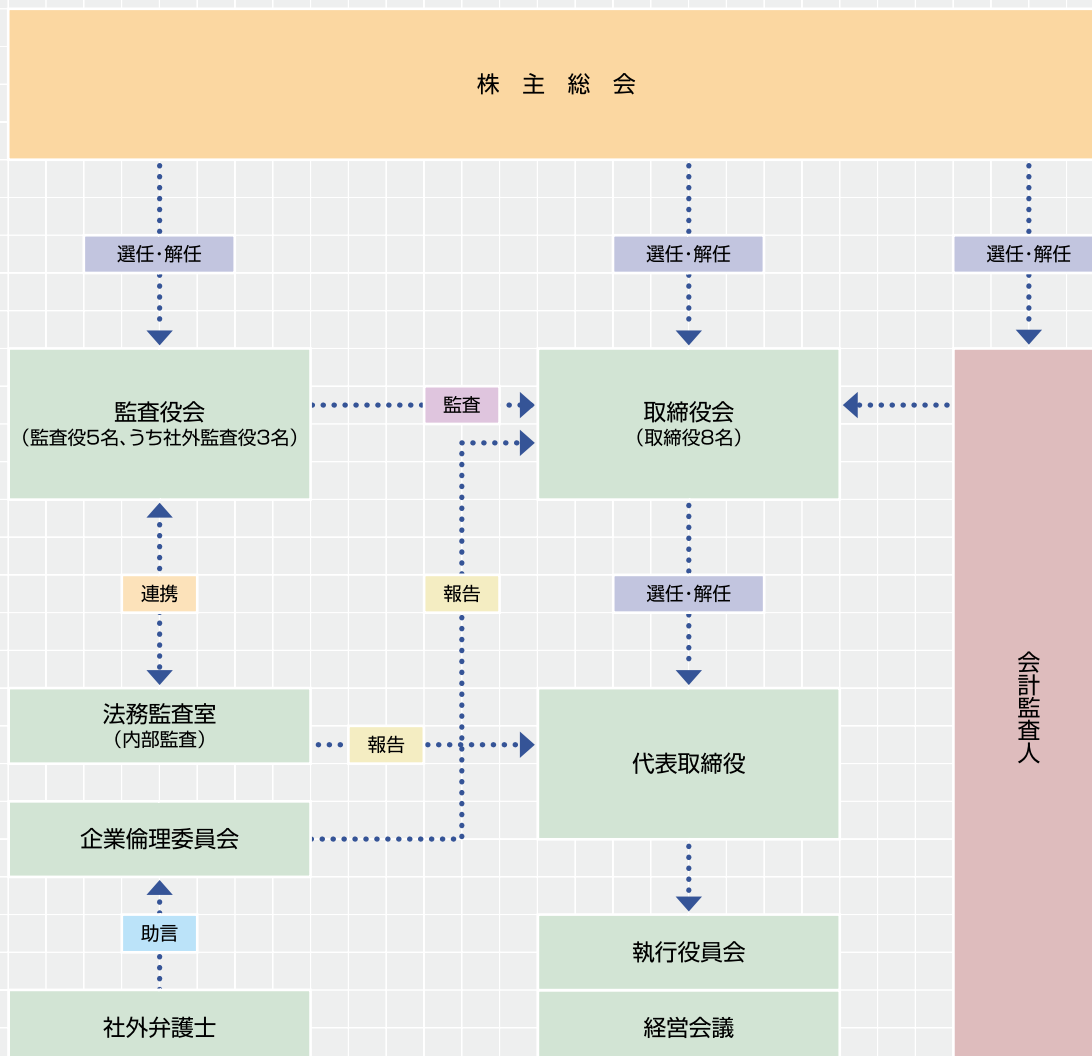 株主総会
選任・解任
選任・解任
選任・解任
監査役会
（監査役5名、うち社外監査役3名）
監査
取締役会
（取締役8名）
連携
報告
選任・解任
会計監査人
法務監査室
（内部監査）
報告
代表取締役
企業倫理委員会
助言
執行役員会
社外弁護士
経営会議